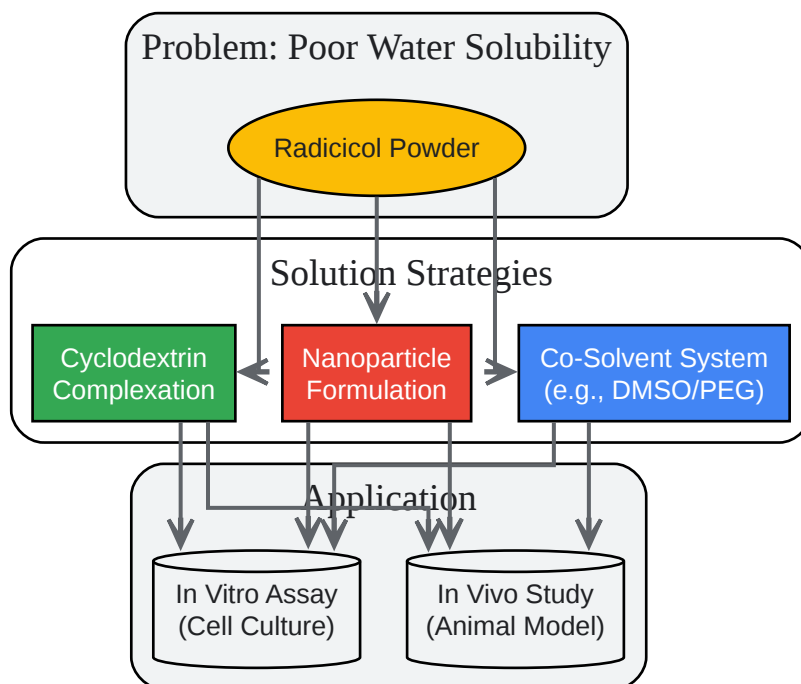 Problem: Poor Water Solubility
Radicicol Powder
Solution Strategies
Cyclodextrin
Complexation
Nanoparticle
Formulation
Co-Solvent System
(e.g., DMSO/PEG)
Application
In Vitro Assay
(Cell Culture)
In Vivo Study
(Animal Model)